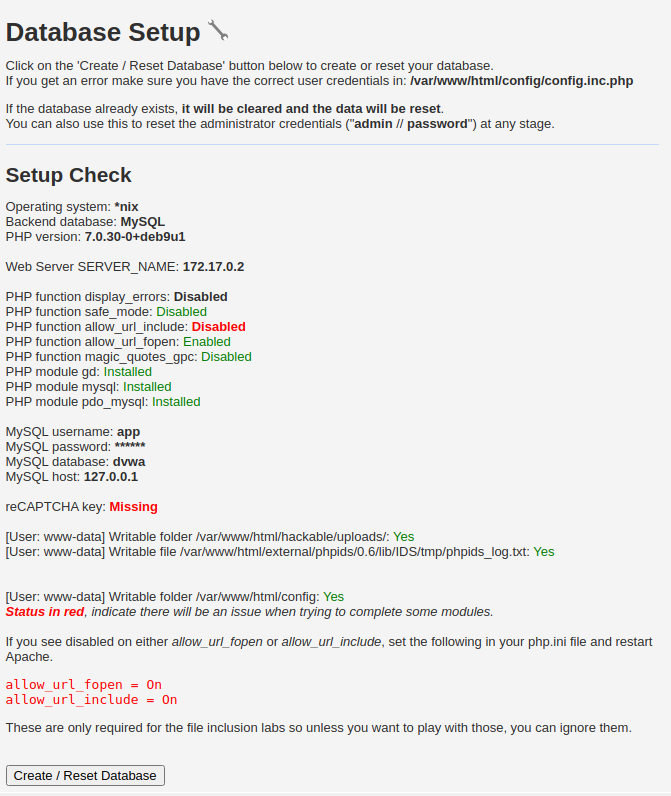 Database Setup
Click on the 'Create / Reset Database' button below to create or reset your database.
If you get an error make sure you have the correct user credentials in: /var/www/html/config/config.inc.php
If the database already exists, it will be cleared and the data will be reset.
You can also use this to reset the administrator credentials ("admin // password") at any stage.
Setup Check
Operating system: *nix
Backend database: MySQL
PHP version: 7.0.30-0+deb9u1
Web Server SERVER_NAME: 172.17.0.2
PHP function display_errors: Disabled
PHP function safe_mode: Disabled
PHP function allow_url_include: Disabled
PHP function allow_url_fopen: Enabled
PHP function magic_quotes_gpc: Disabled
PHP module gd: Installed
PHP module mysql: Installed
PHP module pdo_mysql: Installed
MySQL username: app
MySQL password: ******
MySQL database: dvwa
MySQL host: 127.0.0.1
reCAPTCHA key: Missing
[User: www-data] Writable folder /var/www/html/hackable/uploads/: Yes
[User: www-data] Writable file /var/www/html/external/phpids/0.6/lib/IDS/tmp/phpids_log.txt: Yes
[User: www-data] Writable folder /var/www/html/config: Yes
Status in red, indicate there will be an issue when trying to complete some modules.
If you see disabled on either allow_url_fopen or allow_url_include, set the following in your php.ini file and restart
Apache.
allow_url_fopen = On
allow_url_include = On
These are only required for the file inclusion labs so unless you want to play with those, you can ignore them.
Create / Reset Database